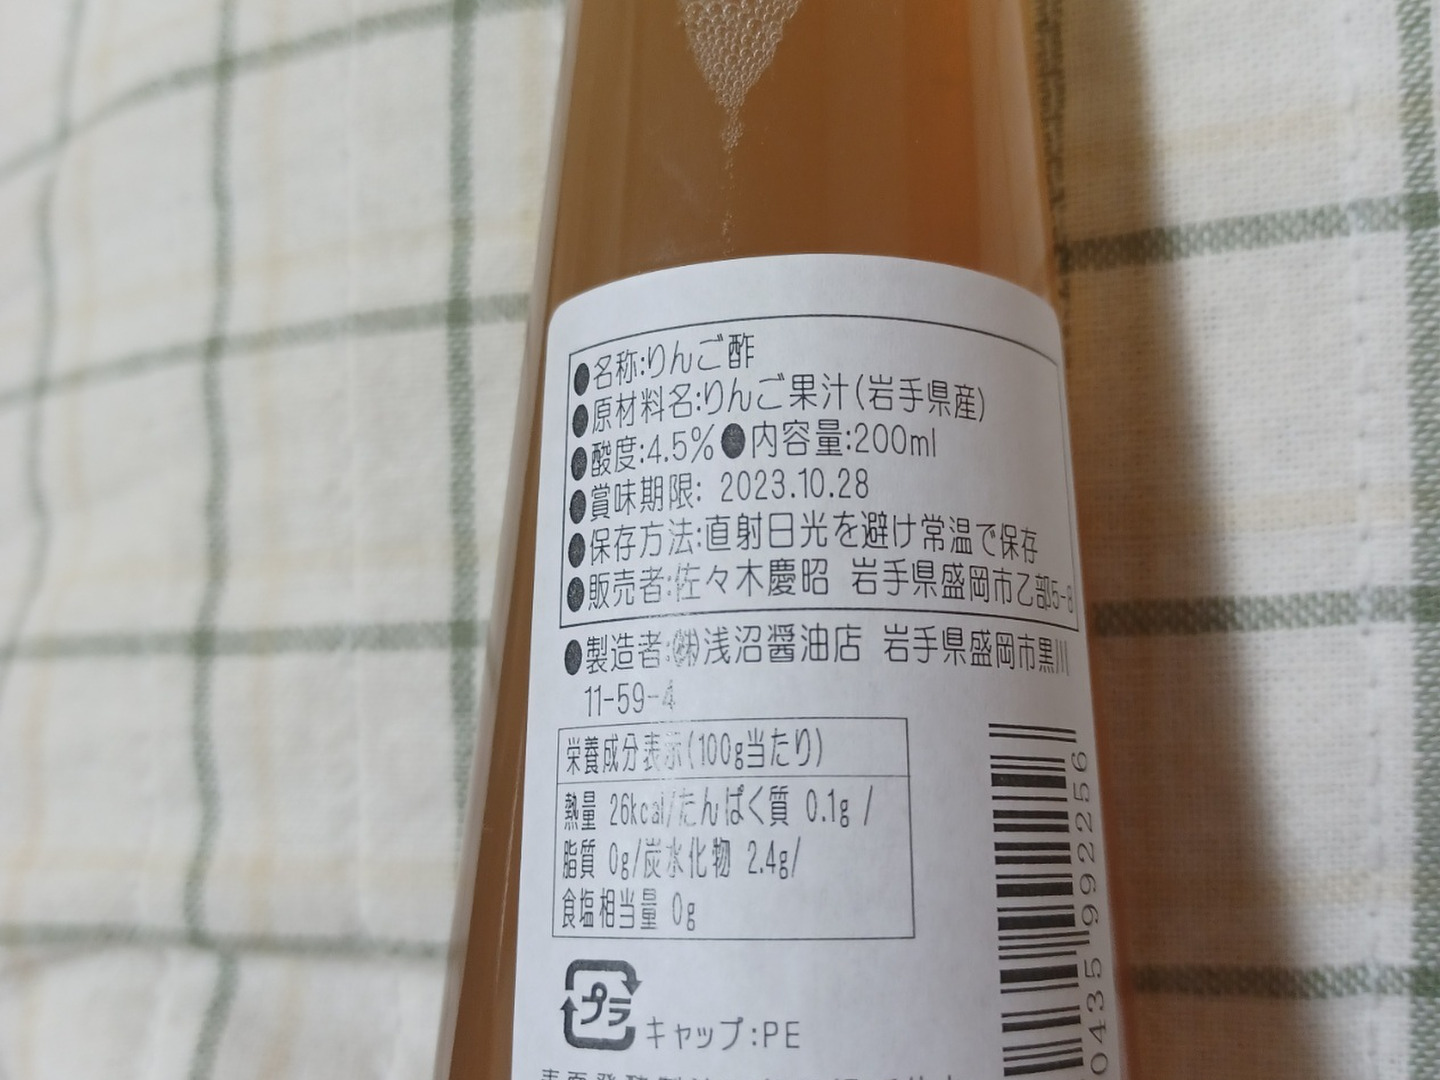 ●名称:りんご酢
●原材料名:りんご果汁(岩手県産)
●酸度:4.5%●内容量:200ml
●賞味期限: 2023.10.28
●保存方法:直射日光を避け常温で保存
●販売者:佐々木慶昭 岩手県盛岡市乙部5-8
●製造者:㈱浅沼醤油店 岩手県盛岡市黒川
11-59-4
栄養成分表示(100g当たり)
熱量 26kcal/たんぱく質 0.1g /
脂質 0g/炭水化物 2.4g/
食塩相当量 0g
プラ
キャップ:PE
0435 992256